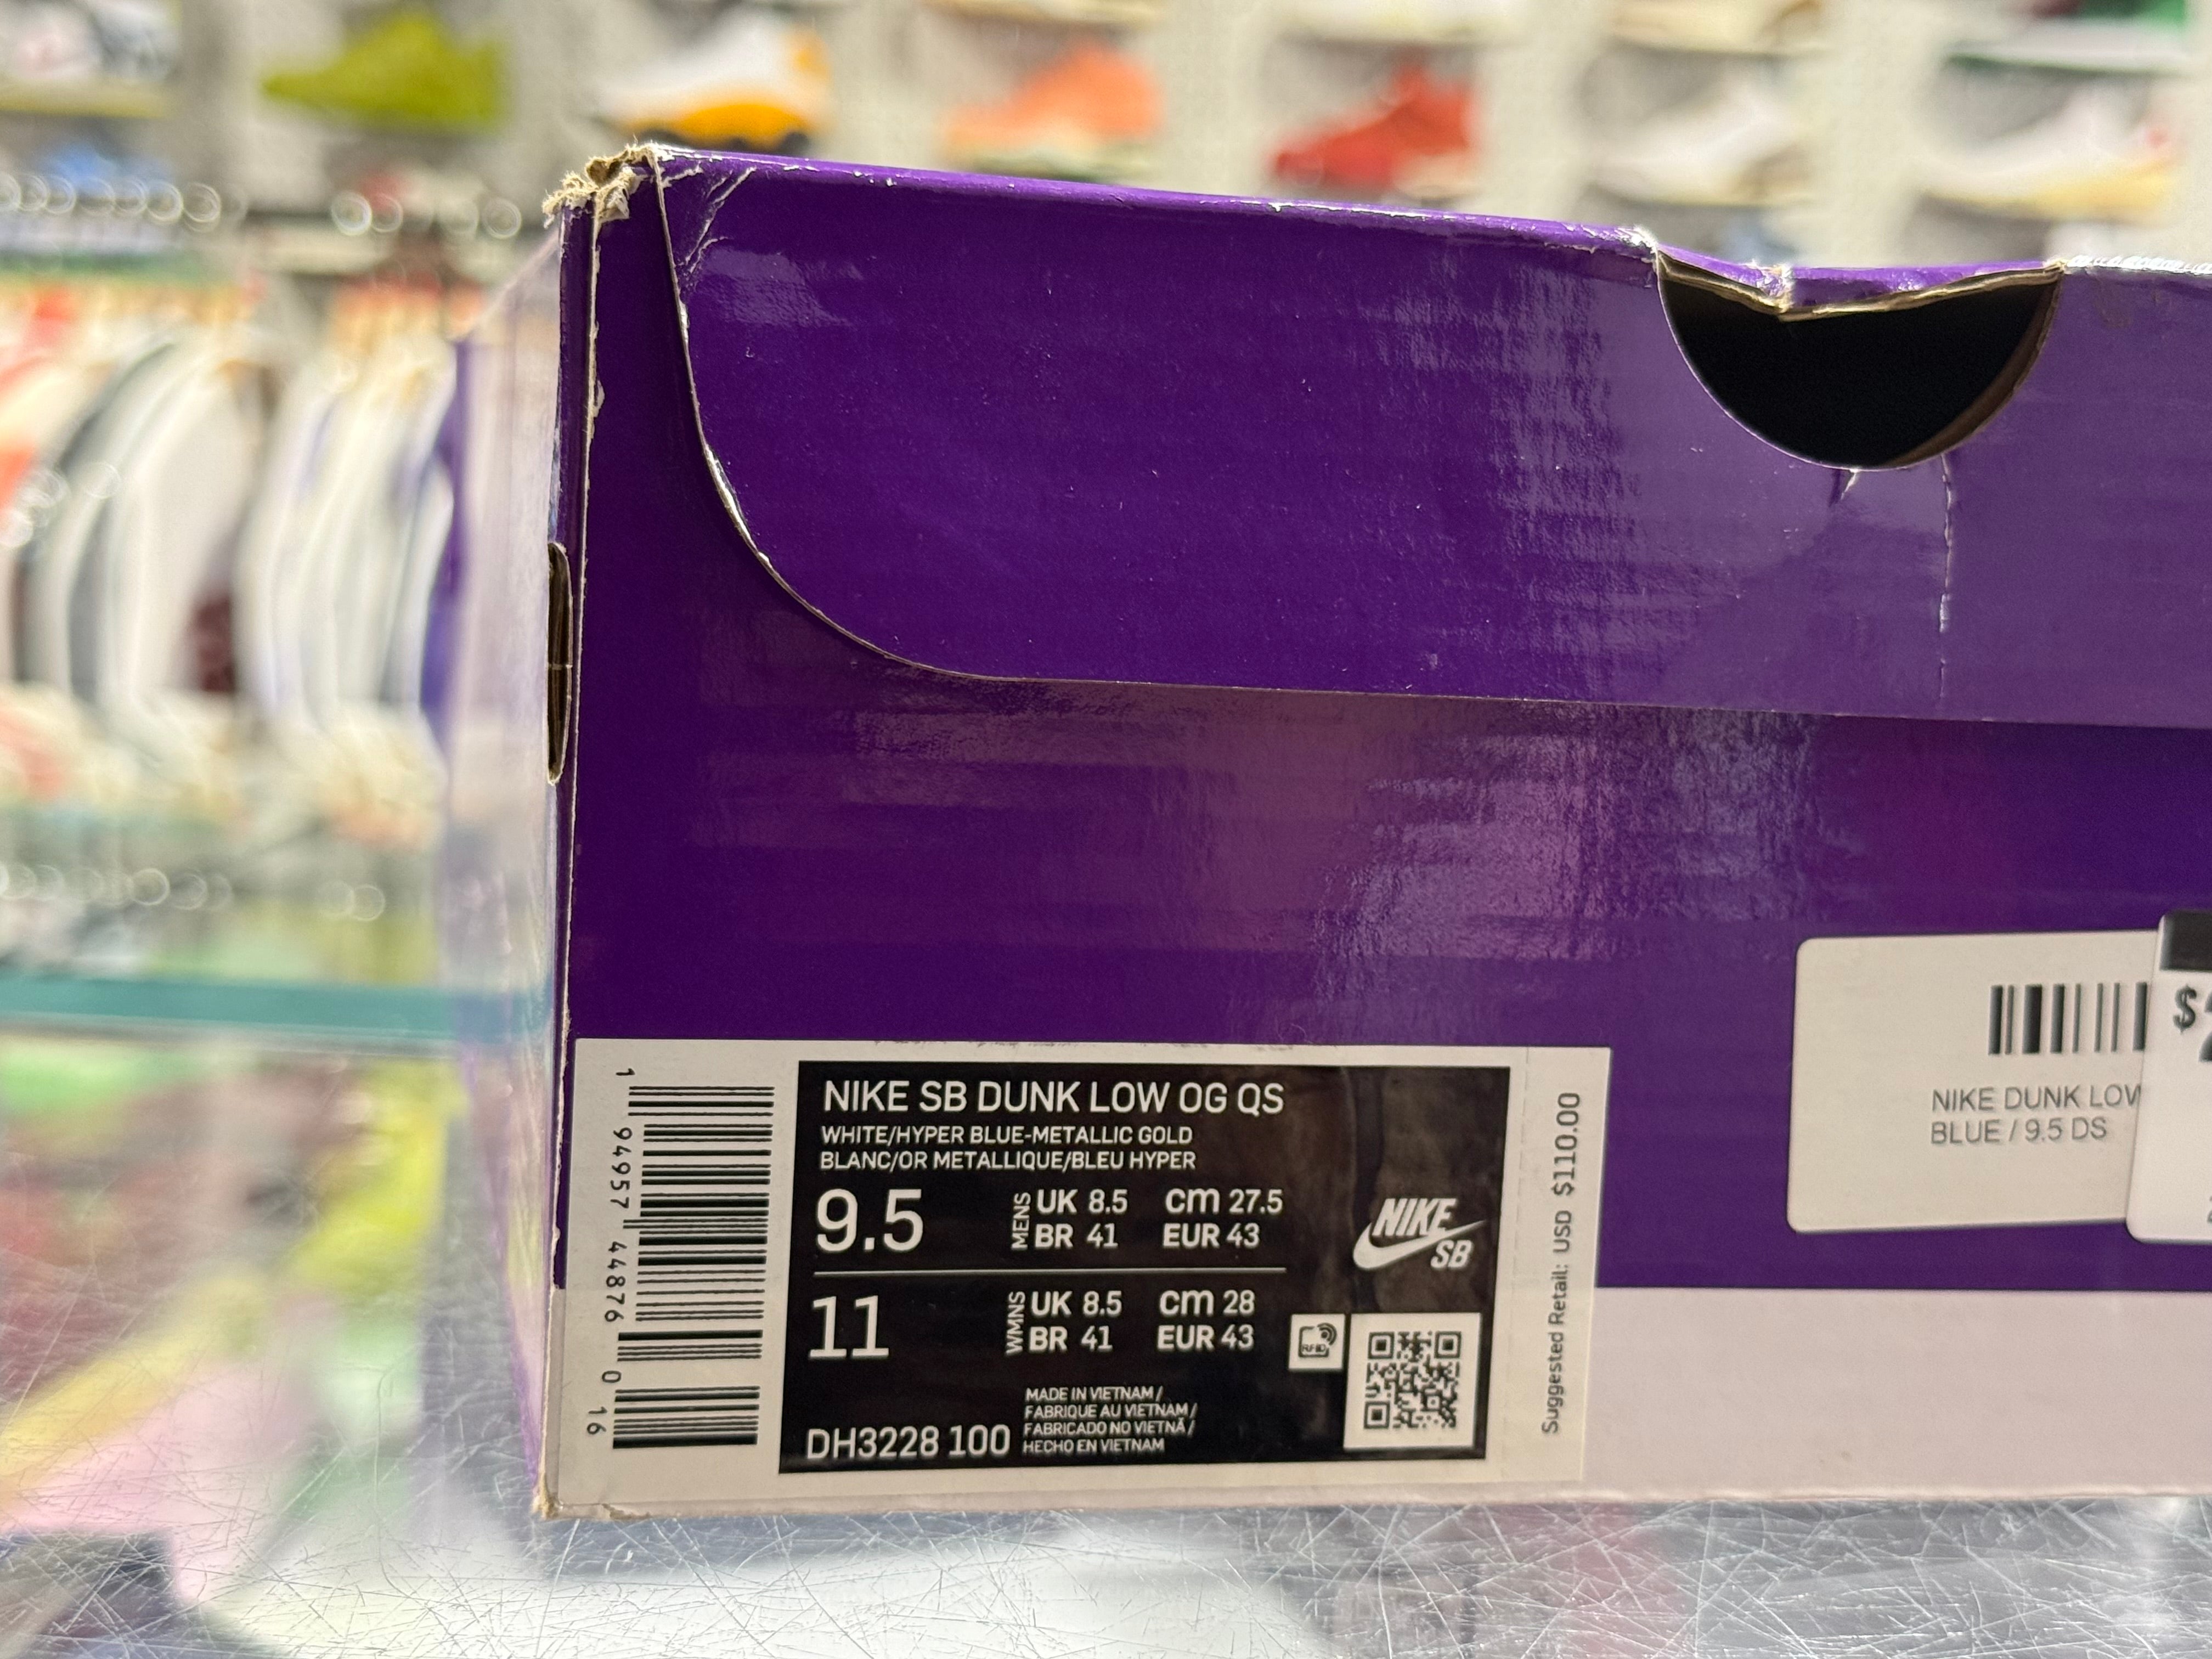 NIKE SB DUNK LOW OG QS
WHITE/HYPER BLUE-METALLIC GOLD
BLANC/OR METALLIQUE/BLEU HYPER
9.5
MENS
UK 8.5 cm 27.5
BR 41 EUR 43
11
WMNS
UK 8.5 cm 28
BR 41 EUR 43
MADE IN VIETNAM /
FABRIQUE AU VIETNAM /
FABRICADO NO VIETNÃ /
HECHO EN VIETNAM
DH3228 100
NIKE
SB
RFID
1 94957 44876 0 16
Suggested Retail: USD $110.00
NIKE DUNK LOW
BLUE / 9.5 DS
$